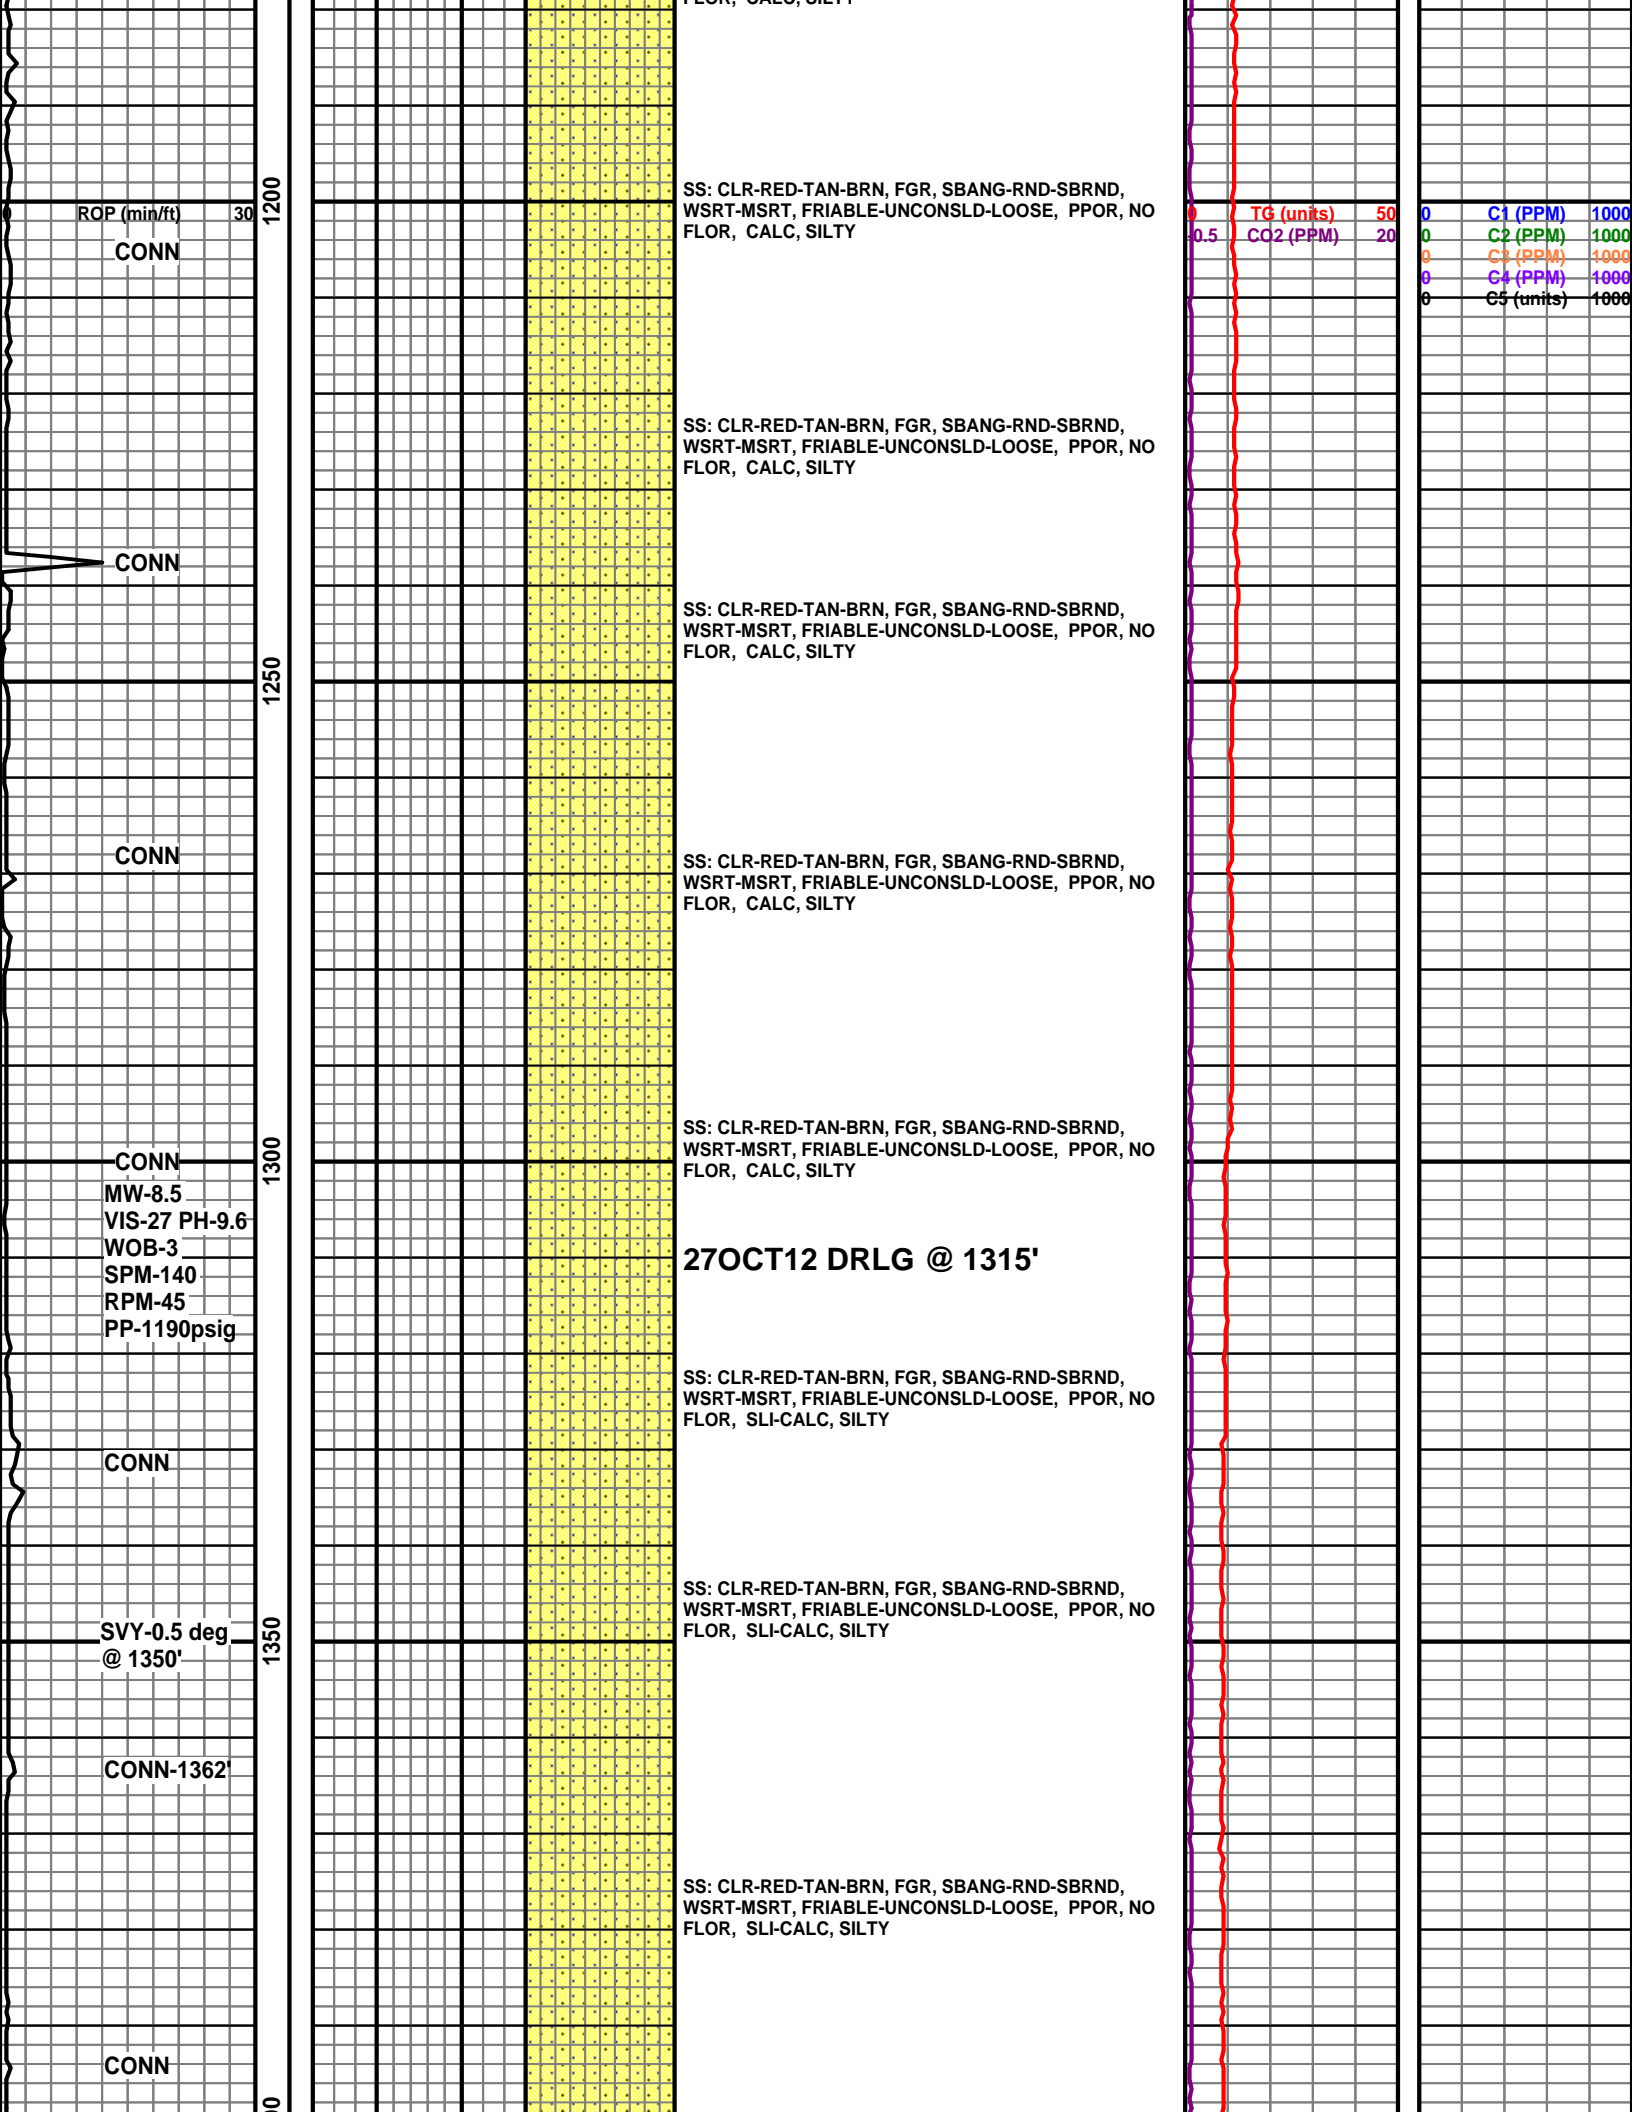 FLOR, CALC, SILTY
1200
SS: CLR-RED-TAN-BRN, FGR, SBANG-RND-SBRND,
WSRT-MSRT, FRIABLE-UNCONSLD-LOOSE, PPOR, NO
FLOR, CALC, SILTY
0 ROP (min/ft) 30
0 TG (units) 50
0.5 CO2 (PPM) 20
0 C1 (PPM) 1000
0 C2 (PPM) 1000
0 C3 (PPM) 1000
0 C4 (PPM) 1000
0 C5 (units) 1000
CONN
SS: CLR-RED-TAN-BRN, FGR, SBANG-RND-SBRND,
WSRT-MSRT, FRIABLE-UNCONSLD-LOOSE, PPOR, NO
FLOR, CALC, SILTY
CONN
SS: CLR-RED-TAN-BRN, FGR, SBANG-RND-SBRND,
WSRT-MSRT, FRIABLE-UNCONSLD-LOOSE, PPOR, NO
FLOR, CALC, SILTY
1250
CONN
SS: CLR-RED-TAN-BRN, FGR, SBANG-RND-SBRND,
WSRT-MSRT, FRIABLE-UNCONSLD-LOOSE, PPOR, NO
FLOR, CALC, SILTY
SS: CLR-RED-TAN-BRN, FGR, SBANG-RND-SBRND,
WSRT-MSRT, FRIABLE-UNCONSLD-LOOSE, PPOR, NO
FLOR, CALC, SILTY
CONN
1300
MW-8.5
VIS-27 PH-9.6
WOB-3
SPM-140
RPM-45
PP-1190psig
27OCT12 DRLG @ 1315'
SS: CLR-RED-TAN-BRN, FGR, SBANG-RND-SBRND,
WSRT-MSRT, FRIABLE-UNCONSLD-LOOSE, PPOR, NO
FLOR, SLI-CALC, SILTY
CONN
SS: CLR-RED-TAN-BRN, FGR, SBANG-RND-SBRND,
WSRT-MSRT, FRIABLE-UNCONSLD-LOOSE, PPOR, NO
FLOR, SLI-CALC, SILTY
SVY-0.5 deg
@ 1350'
1350
CONN-1362'
SS: CLR-RED-TAN-BRN, FGR, SBANG-RND-SBRND,
WSRT-MSRT, FRIABLE-UNCONSLD-LOOSE, PPOR, NO
FLOR, SLI-CALC, SILTY
CONN